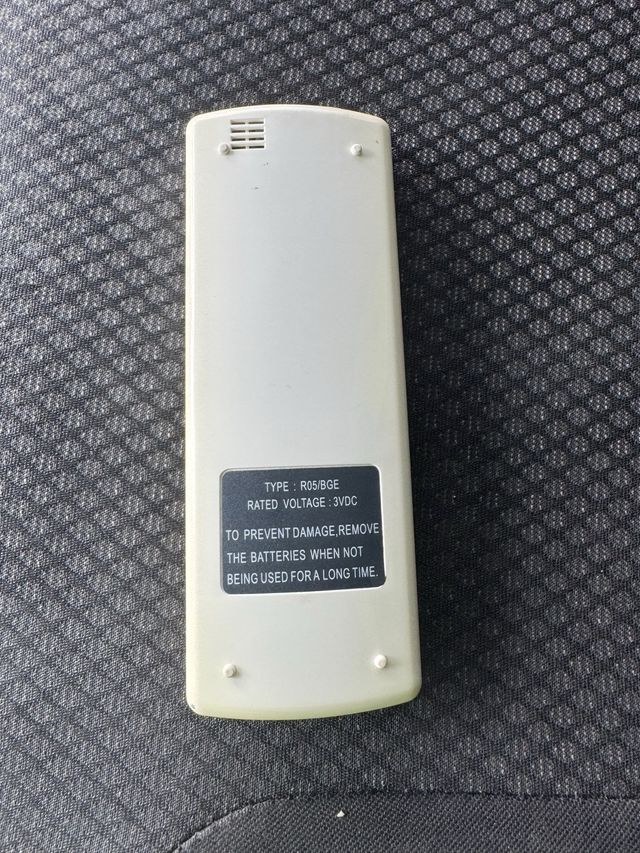 TYPE : R05/BGE
RATED VOLTAGE : 3VDC
TO PREVENT DAMAGE,REMOVE
THE BATTERIES WHEN NOT
BEING USED FOR A LONG TIME.